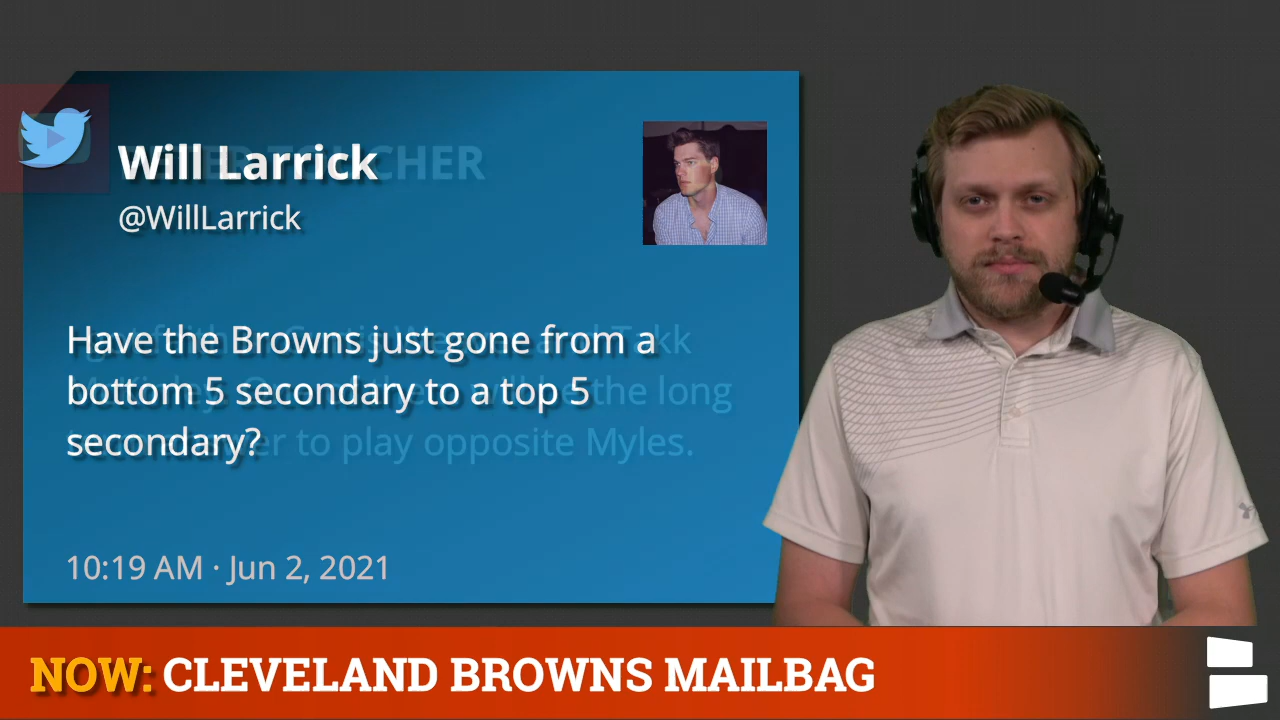 Will Larrick
@WillLarrick
Have the Browns just gone from a
bottom 5 secondary to a top 5
secondary?
10:19 AM · Jun 2, 2021
NOW: CLEVELAND BROWNS MAILBAG